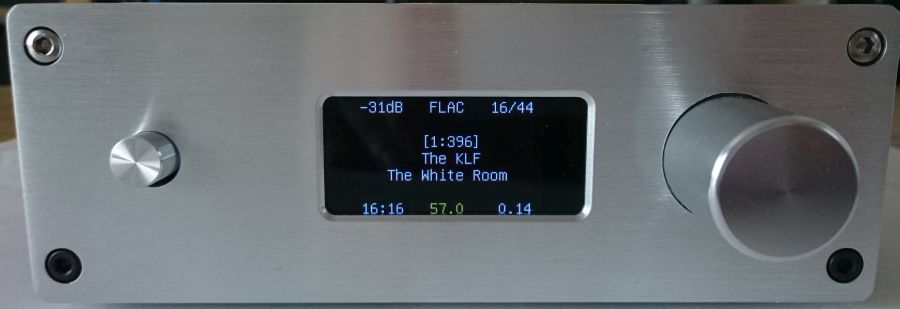 -31dB FLAC 16/44
[1:396]
The KLF
The White Room
16:16 57.0 0.14